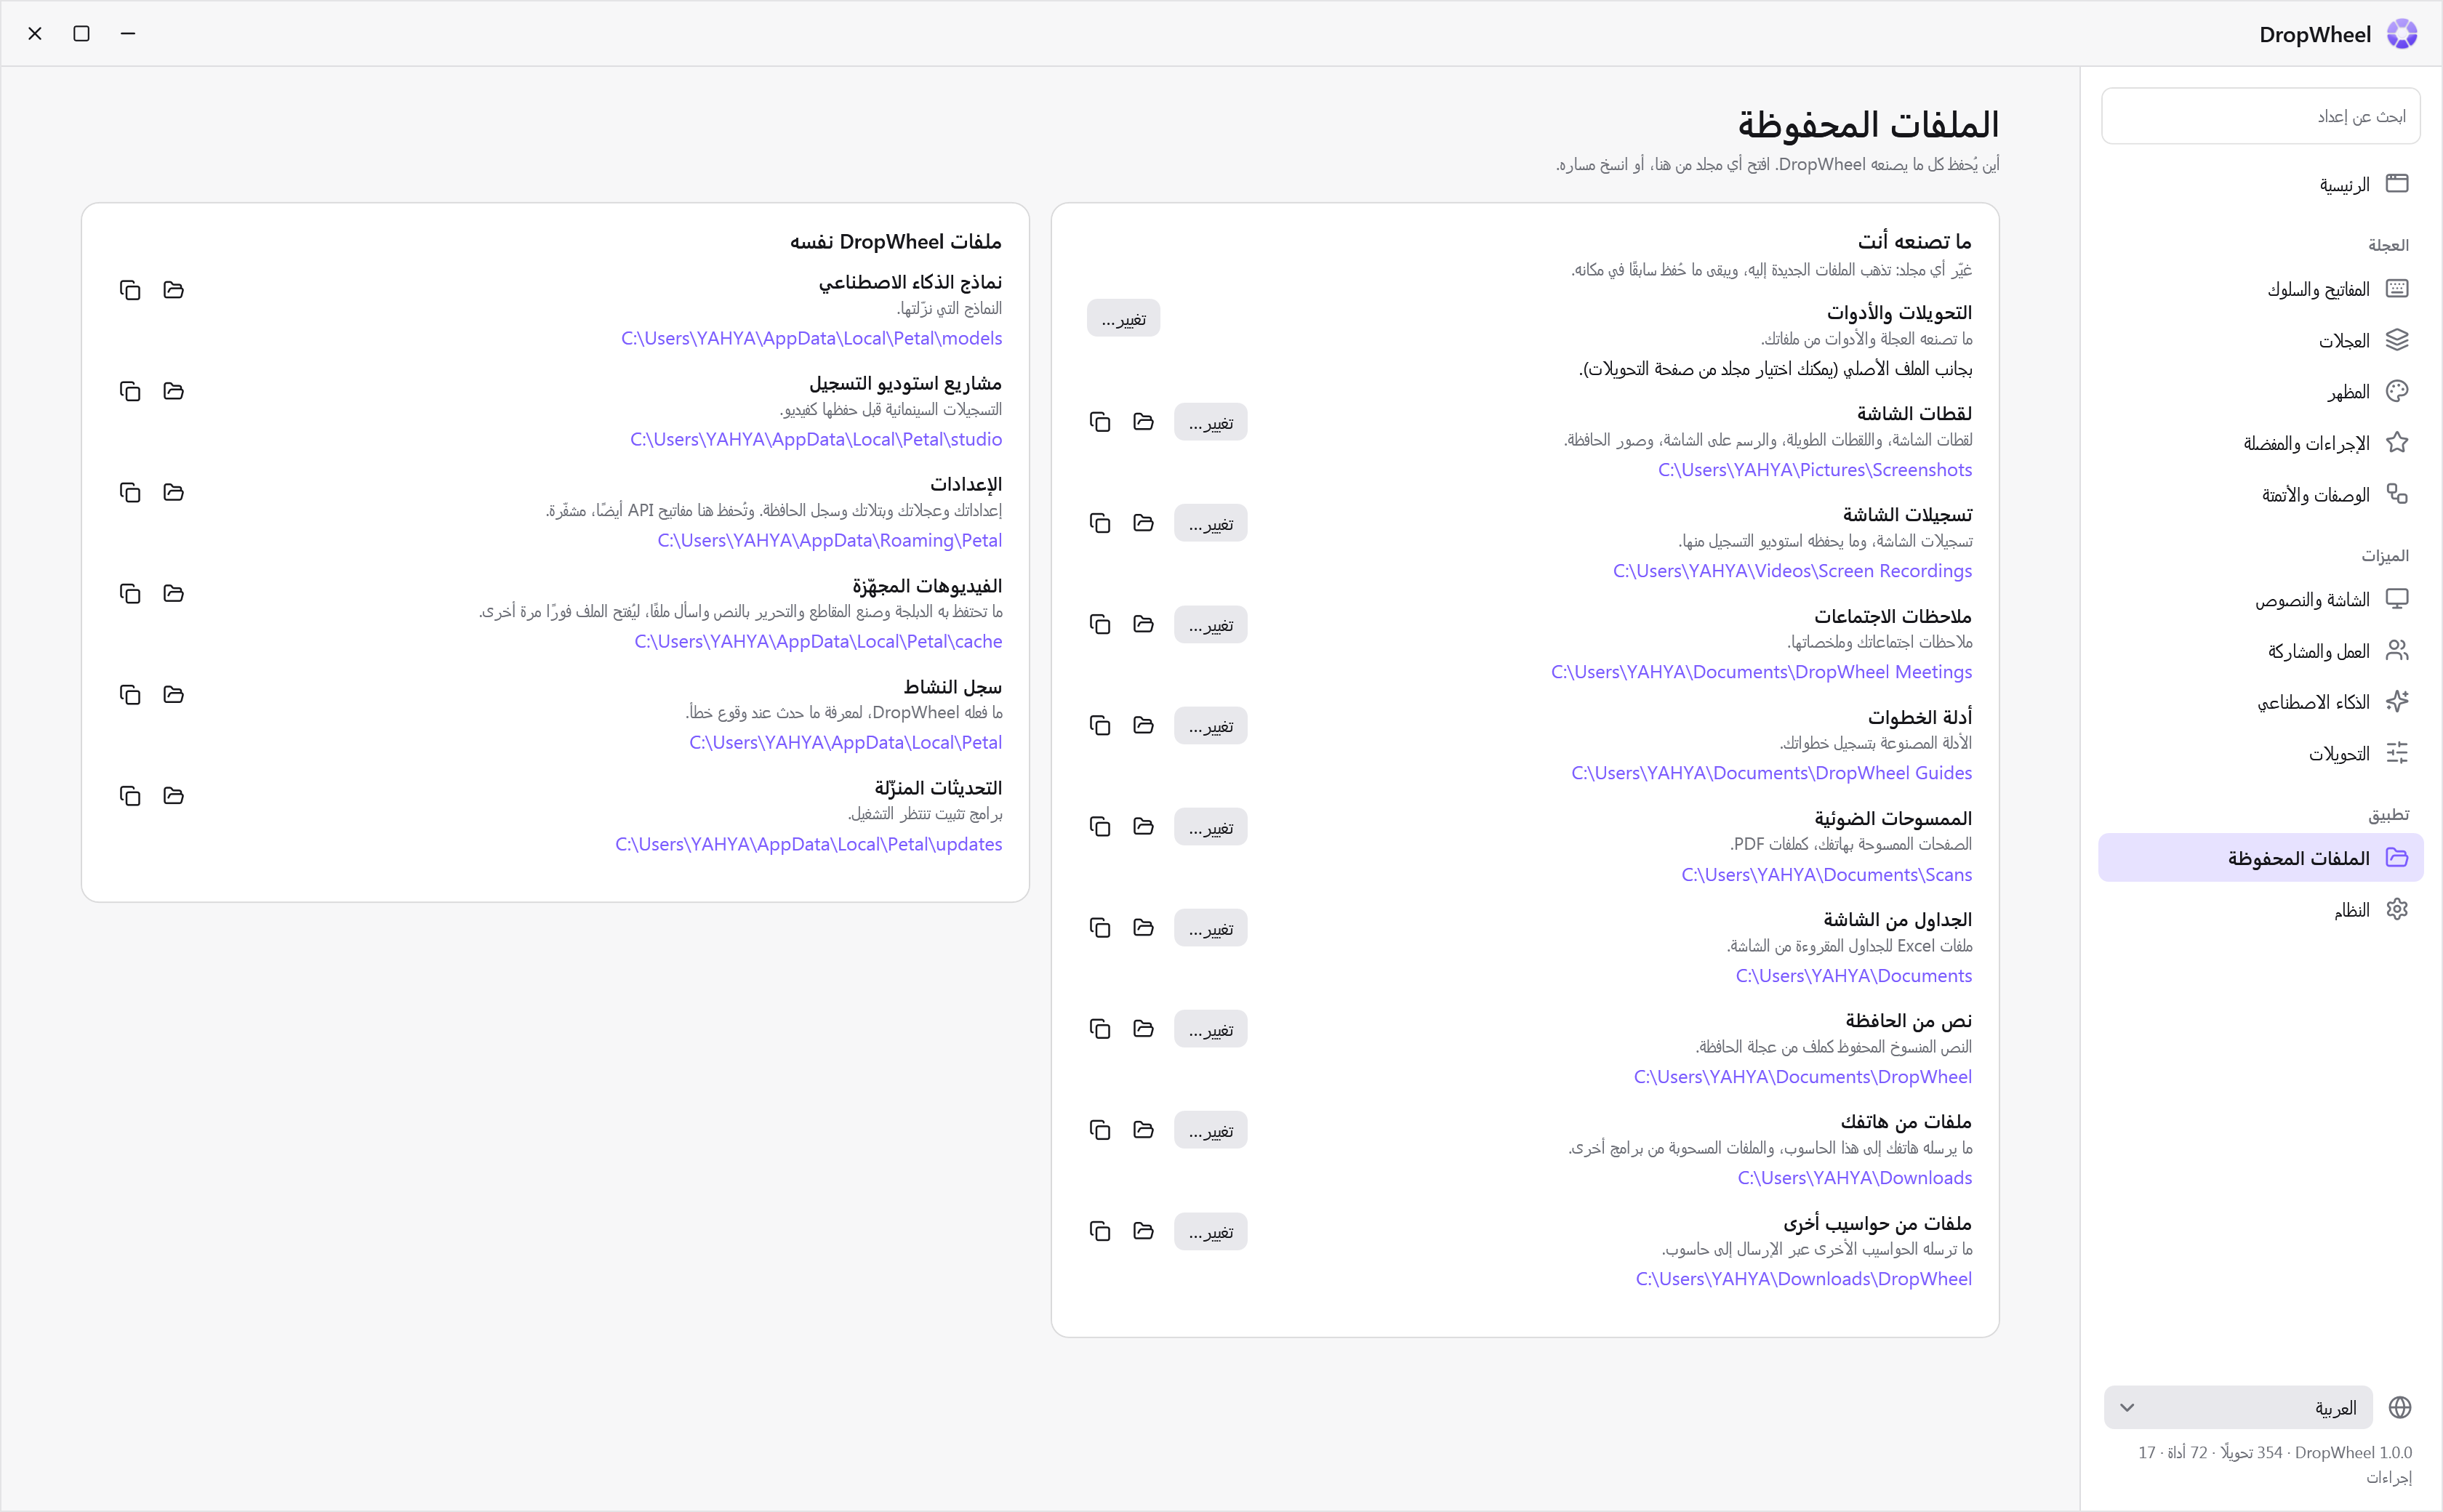 DropWheel
ابحث عن إعداد
الرئيسية
العجلة
المفاتيح والسلوك
العجلات
المظهر
الإجراءات والمفضلة
الوصفات والأتمتة
الميزات
الشاشة والنصوص
العمل والمشاركة
الذكاء الاصطناعي
التحويلات
تطبيق
الملفات المحفوظة
النظام
العربية
DropWheel 1.0.0 · 354 تحويلًا · 72 أداة · 17
إجراءات
الملفات المحفوظة
أين يُحفظ كل ما يصنعه DropWheel. افتح أي مجلد من هنا، أو انسخ مساره.
ما تصنعه أنت
غيّر أي مجلد: تذهب الملفات الجديدة إليه، ويبقى ما حُفظ سابقًا في مكانه.
التحويلات والأدوات
تغيير...
ما تصنعه العجلة والأدوات من ملفاتك.
بجانب الملف الأصلي (يمكنك اختيار مجلد من صفحة التحويلات).
لقطات الشاشة
تغيير...
لقطات الشاشة، واللقطات الطويلة، والرسم على الشاشة، وصور الحافظة.
C:\Users\YAHYA\Pictures\Screenshots
تسجيلات الشاشة
تغيير...
تسجيلات الشاشة، وما يحفظه استوديو التسجيل منها.
C:\Users\YAHYA\Videos\Screen Recordings
ملاحظات الاجتماعات
تغيير...
ملاحظات اجتماعاتك وملخصاتها.
C:\Users\YAHYA\Documents\DropWheel Meetings
أدلة الخطوات
تغيير...
الأدلة المصنوعة بتسجيل خطواتك.
C:\Users\YAHYA\Documents\DropWheel Guides
الممسوحات الضوئية
تغيير...
الصفحات الممسوحة بهاتفك، كملفات PDF.
C:\Users\YAHYA\Documents\Scans
الجداول من الشاشة
تغيير...
ملفات Excel للجداول المقروءة من الشاشة.
C:\Users\YAHYA\Documents
نص من الحافظة
تغيير...
النص المنسوخ المحفوظ كملف من عجلة الحافظة.
C:\Users\YAHYA\Documents\DropWheel
ملفات من هاتفك
تغيير...
ما يرسله هاتفك إلى هذا الحاسوب، والملفات المسحوبة من برامج أخرى.
C:\Users\YAHYA\Downloads
ملفات من حواسيب أخرى
تغيير...
ما ترسله الحواسيب الأخرى عبر الإرسال إلى حاسوب.
C:\Users\YAHYA\Downloads\DropWheel
ملفات DropWheel نفسه
نماذج الذكاء الاصطناعي
النماذج التي نزّلتها.
C:\Users\YAHYA\AppData\Local\Petal\models
مشاريع استوديو التسجيل
التسجيلات السينمائية قبل حفظها كفيديو.
C:\Users\YAHYA\AppData\Local\Petal\studio
الإعدادات
إعداداتك وعجلاتك وبتلاتك وسجل الحافظة. وتُحفظ هنا مفاتيح API أيضًا، مشفّرة.
C:\Users\YAHYA\AppData\Roaming\Petal
الفيديوهات المجهّزة
ما تحتفظ به الدبلجة وصنع المقاطع والتحرير بالنص واسأل ملفًا، ليُفتح الملف فورًا مرة أخرى.
C:\Users\YAHYA\AppData\Local\Petal\cache
سجل النشاط
ما فعله DropWheel، لمعرفة ما حدث عند وقوع خطأ.
C:\Users\YAHYA\AppData\Local\Petal
التحديثات المنزّلة
برامج تثبيت تنتظر التشغيل.
C:\Users\YAHYA\AppData\Local\Petal\updates